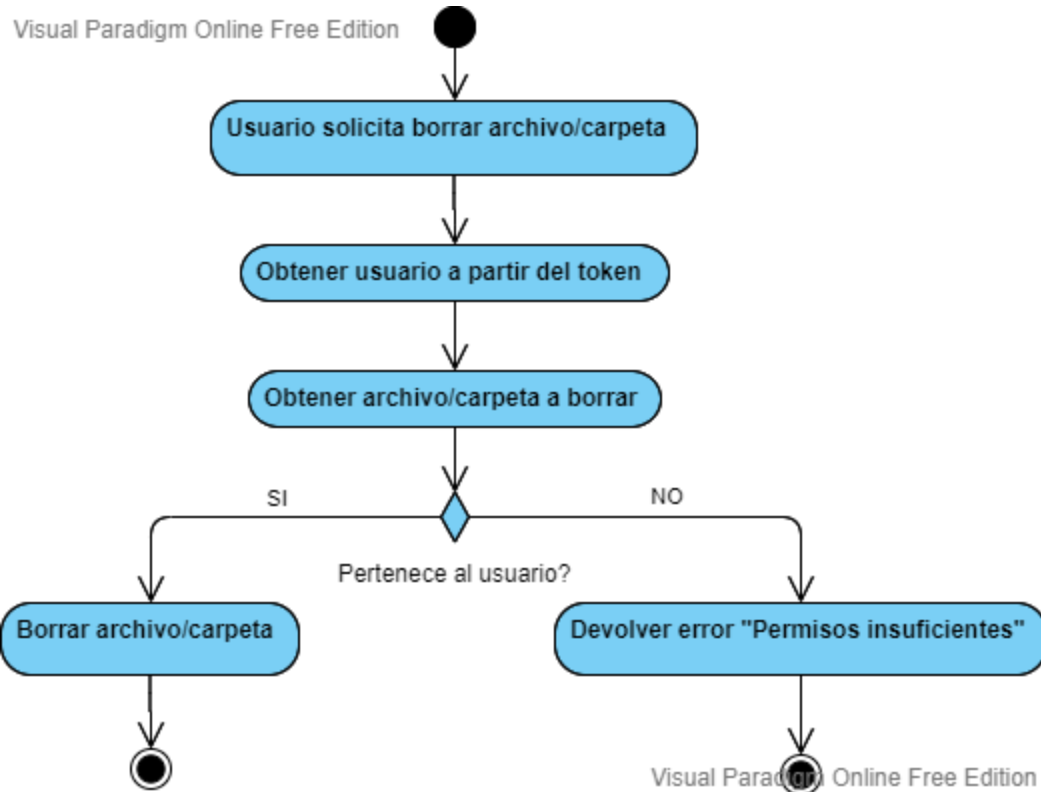 Visual Paradigm Online Free Edition
Usuario solicita borrar archivo/carpeta
Obtener usuario a partir del token
Obtener archivo/carpeta a borrar
SI
NO
Pertenece al usuario?
Borrar archivo/carpeta
Devolver error "Permisos insuficientes"
Visual Paradigm Online Free Edition